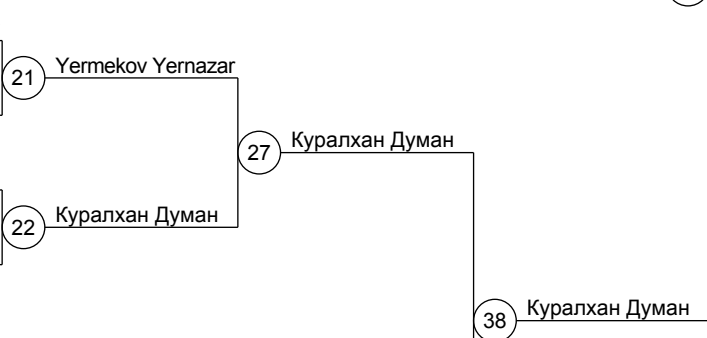 21
Yermekov Yernazar
27
Куралхан Думан
22
Куралхан Думан
38
Куралхан Думан